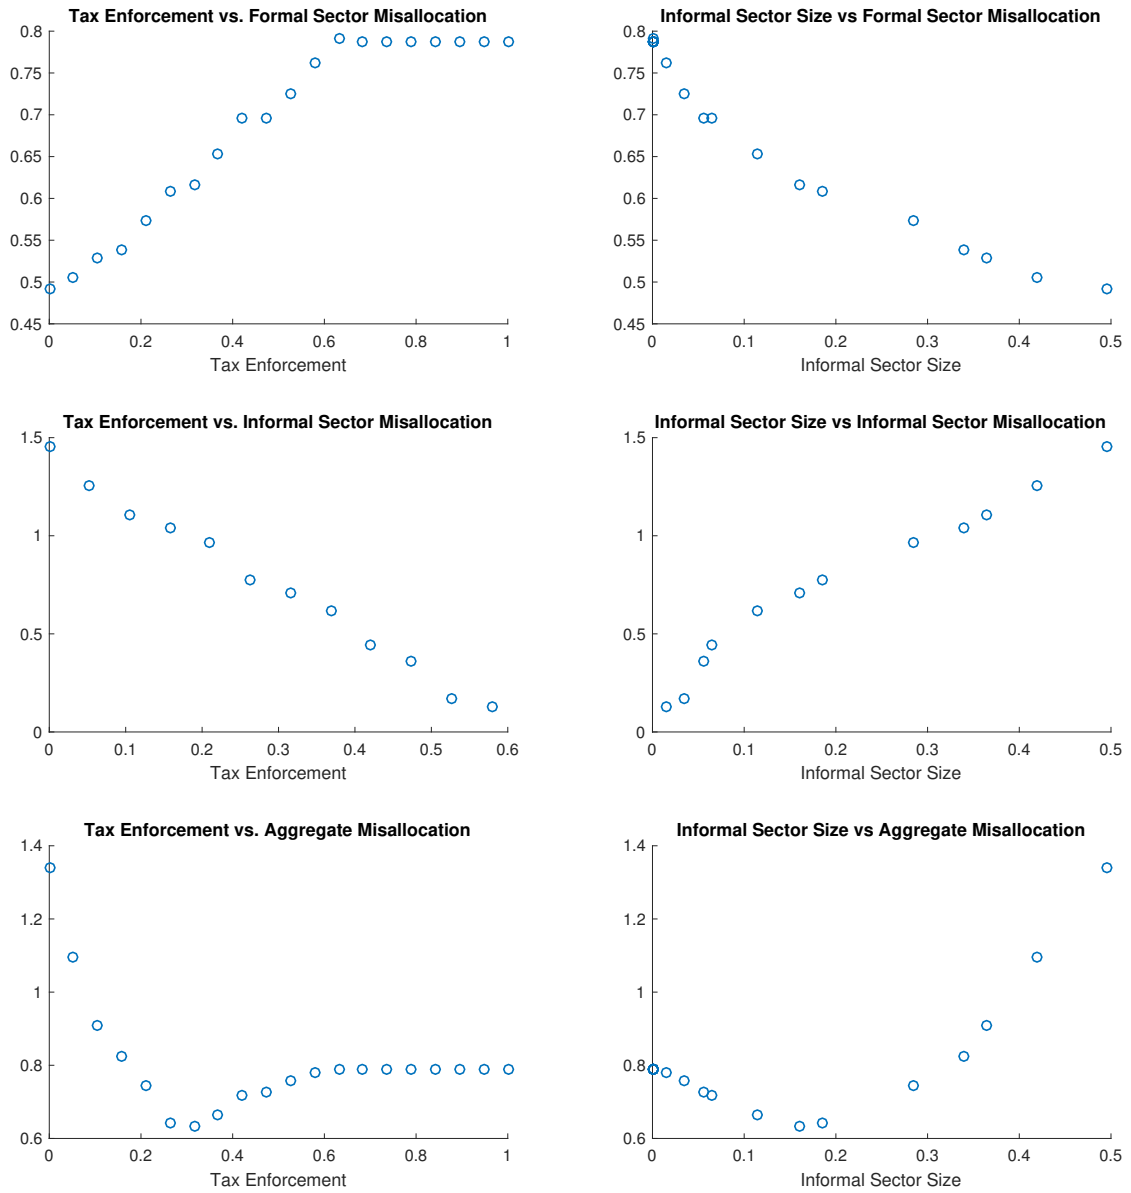 Tax Enforcement vs. Formal Sector Misallocation
0.8
0.75
0.7
0.65
0.6
0.55
0.5
0.45
0 0.2 0.4 0.6 0.8 1
Tax Enforcement
Informal Sector Size vs Formal Sector Misallocation
0.8
0.75
0.7
0.65
0.6
0.55
0.5
0.45
0 0.1 0.2 0.3 0.4 0.5
Informal Sector Size
Tax Enforcement vs. Informal Sector Misallocation
1.5
1
0.5
0
0 0.1 0.2 0.3 0.4 0.5 0.6
Tax Enforcement
Informal Sector Size vs Informal Sector Misallocation
1.5
1
0.5
0
0 0.1 0.2 0.3 0.4 0.5
Informal Sector Size
Tax Enforcement vs. Aggregate Misallocation
1.4
1.2
1
0.8
0.6
0 0.2 0.4 0.6 0.8 1
Tax Enforcement
Informal Sector Size vs Aggregate Misallocation
1.4
1.2
1
0.8
0.6
0 0.1 0.2 0.3 0.4 0.5
Informal Sector Size